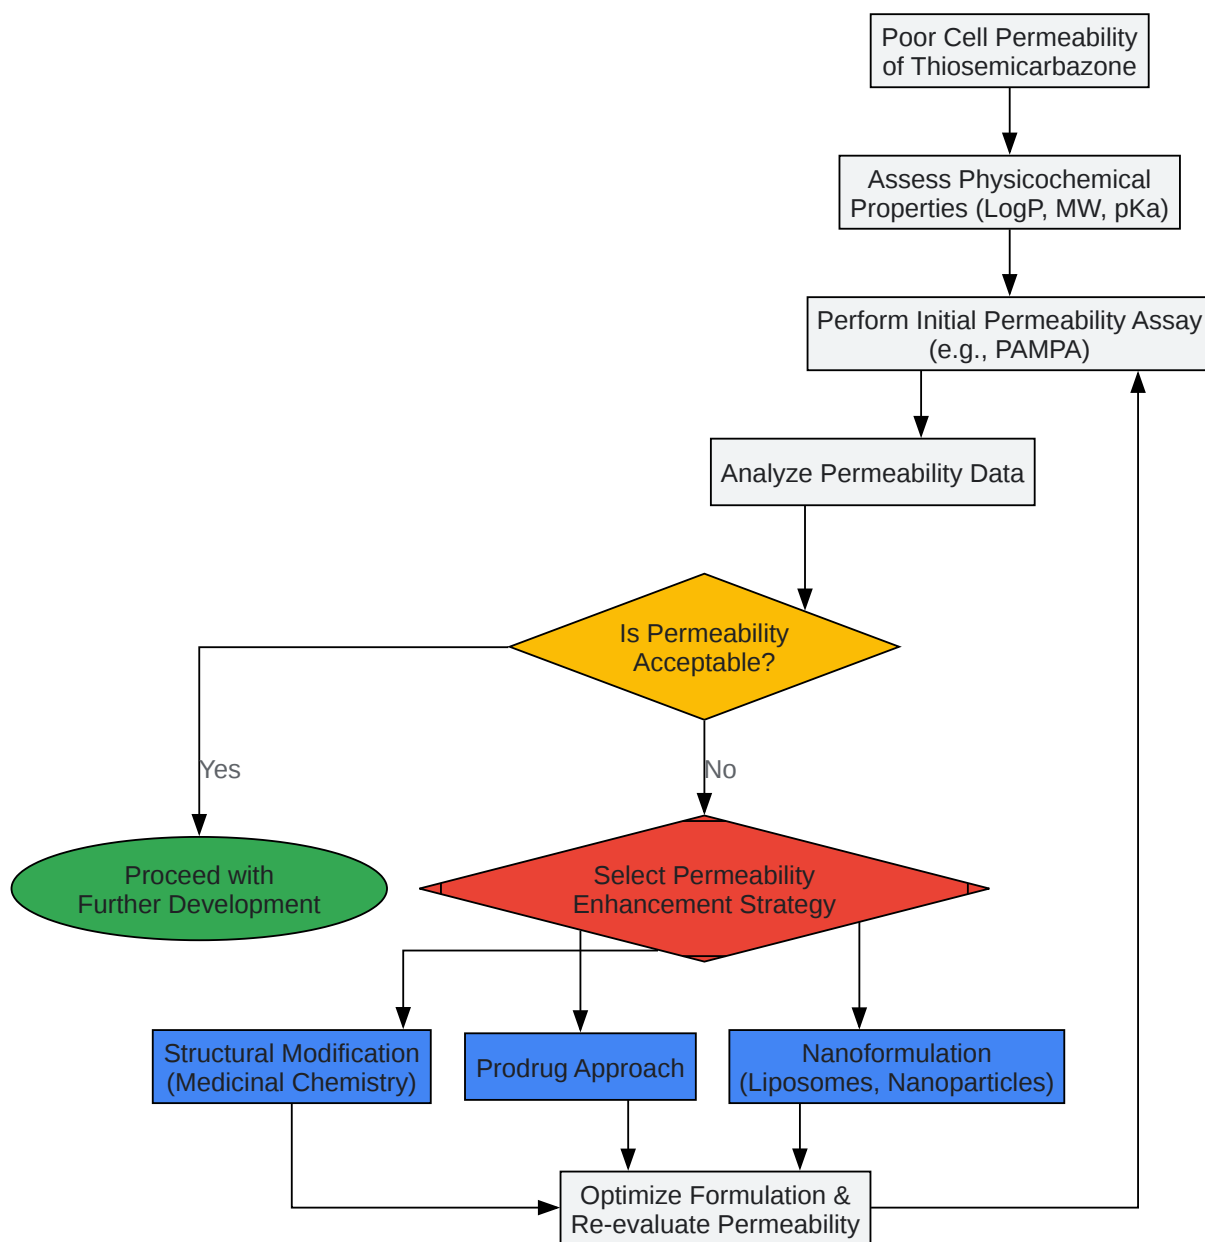 Poor Cell Permeability
of Thiosemicarbazone
Assess Physicochemical
Properties (LogP, MW, pKa)
Perform Initial Permeability Assay
(e.g., PAMPA)
Analyze Permeability Data
Is Permeability
Acceptable?
Yes
No
Proceed with
Further Development
Select Permeability
Enhancement Strategy
Structural Modification
(Medicinal Chemistry)
Prodrug Approach
Nanoformulation
(Liposomes, Nanoparticles)
Optimize Formulation &
Re-evaluate Permeability